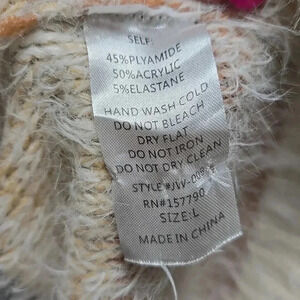 SELF:
45%PLYAMIDE
50%ACRYLIC
5%ELASTANE
HAND WASH COLD
DO NOT BLEACH
DRY FLAT
DO NOT IRON
DO NOT DRY CLEAN
RN#157790
SIZE:L
MADE IN CHINA